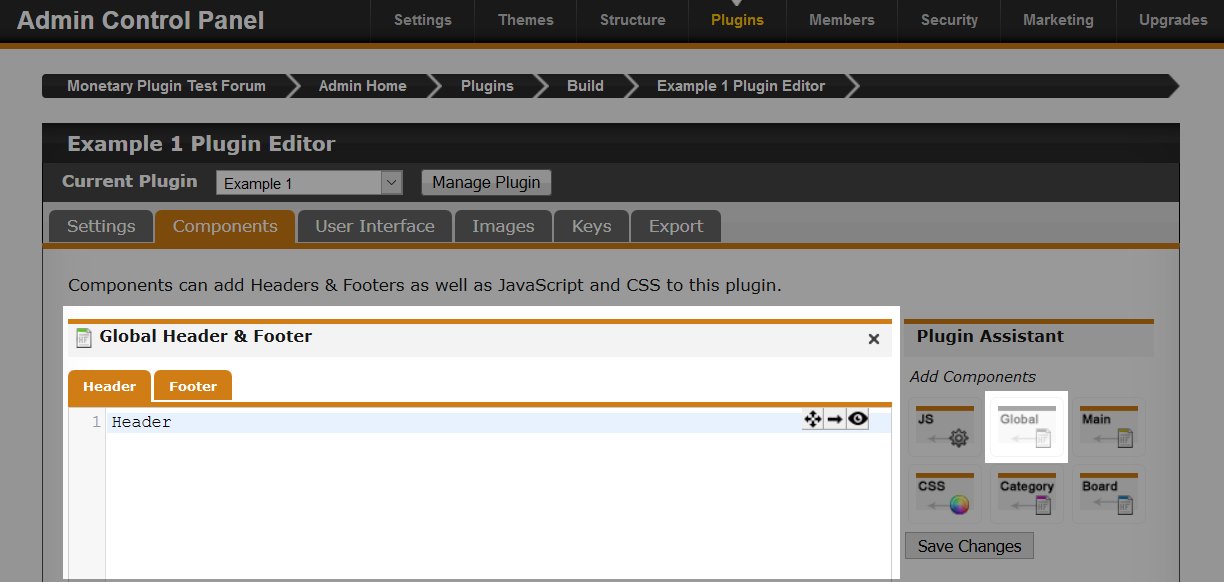 Admin Control Panel
Settings Themes Structure Plugins Members Security Marketing Upgrades
Monetary Plugin Test Forum Admin Home Plugins Build Example 1 Plugin Editor
Example 1 Plugin Editor
Current Plugin Example 1 Manage Plugin
Settings Components User Interface Images Keys Export
Components can add Headers & Footers as well as JavaScript and CSS to this plugin.
Global Header & Footer
Header Footer
1 Header
Plugin Assistant
Add Components
JS Global Main
CSS Category Board
Save Changes